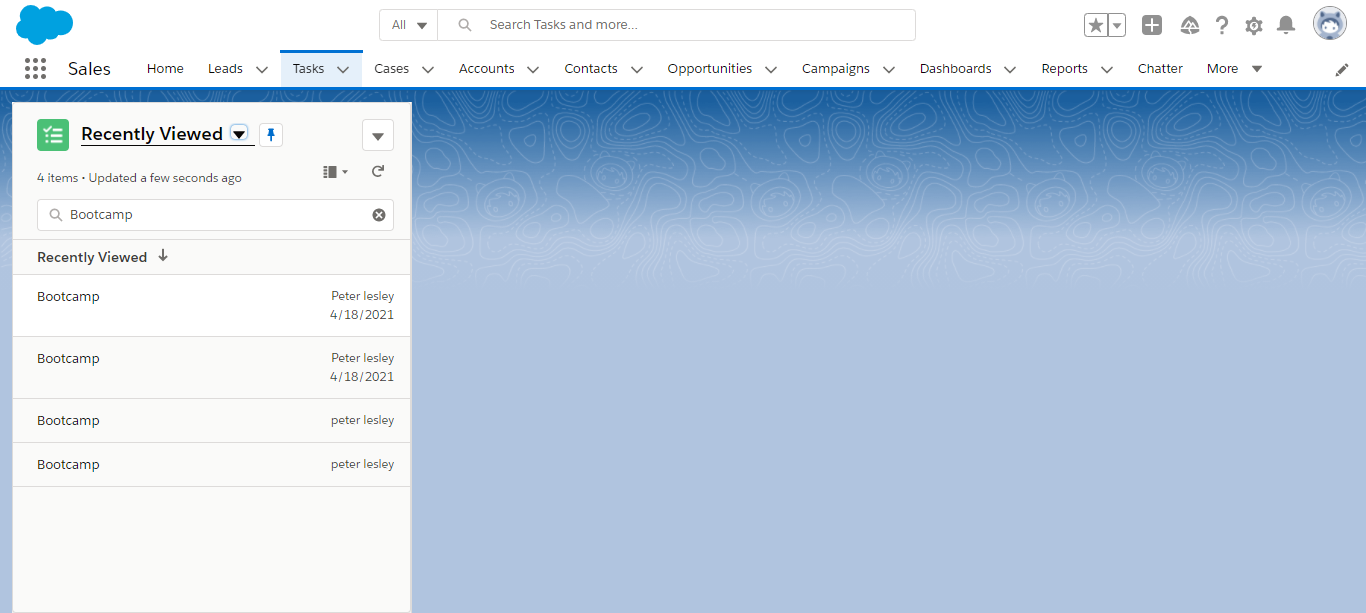 All
Search Tasks and more...
Sales
Home
Leads
Tasks
Cases
Accounts
Contacts
Opportunities
Campaigns
Dashboards
Reports
Chatter
More
Recently Viewed
4 items • Updated a few seconds ago
Bootcamp
Recently Viewed
Bootcamp
Peter lesley
4/18/2021
Bootcamp
Peter lesley
4/18/2021
Bootcamp
peter lesley
Bootcamp
peter lesley